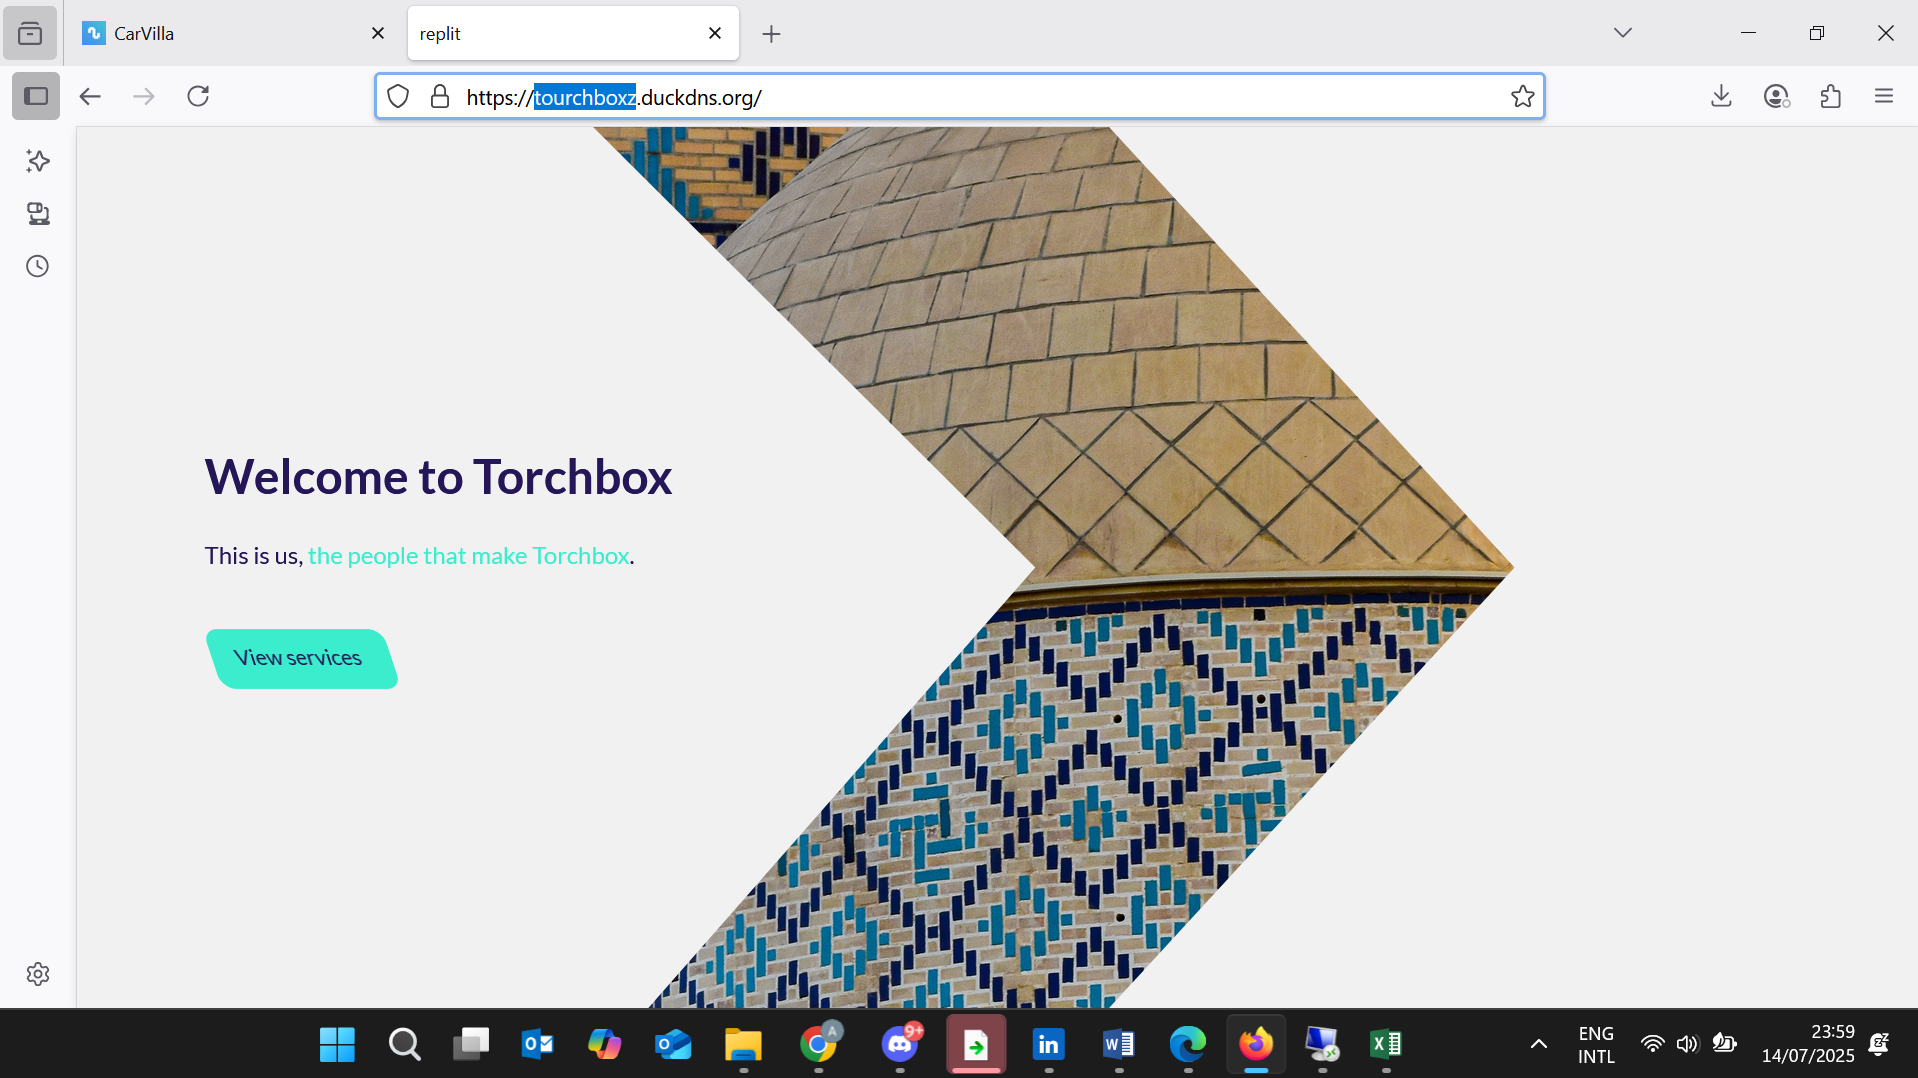 CarVilla
replit
https://tourchboxz.duckdns.org/
Welcome to Torchbox
This is us, the people that make Torchbox.
View services
A
9+
ENG
INTL
23:59
14/07/2025